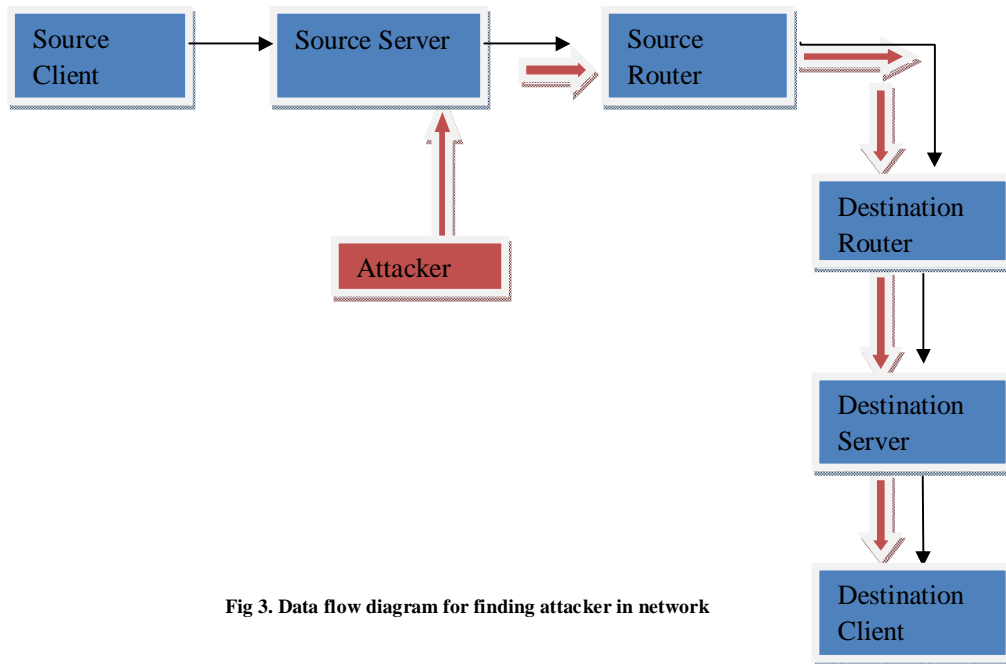 Source
Client
Source Server
Source
Router
Attacker
Destination
Router
Destination
Server
Destination
Client
Fig 3. Data flow diagram for finding attacker in network